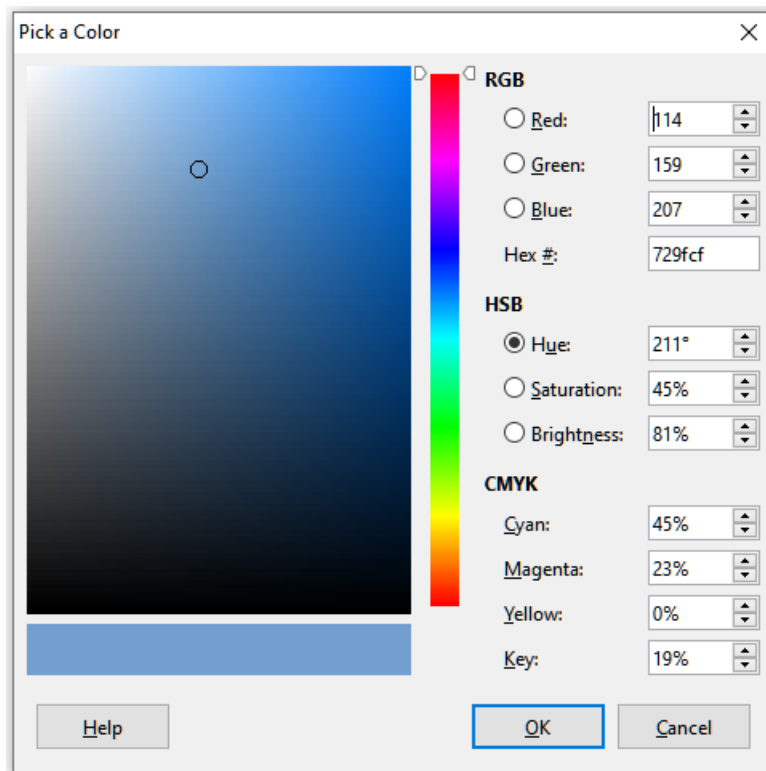 Pick a Color
RGB
Red: 114
Green: 159
Blue: 207
Hex #: 729fcf
HSB
Hue: 211°
Saturation: 45%
Brightness: 81%
CMYK
Cyan: 45%
Magenta: 23%
Yellow: 0%
Key: 19%
Help OK Cancel